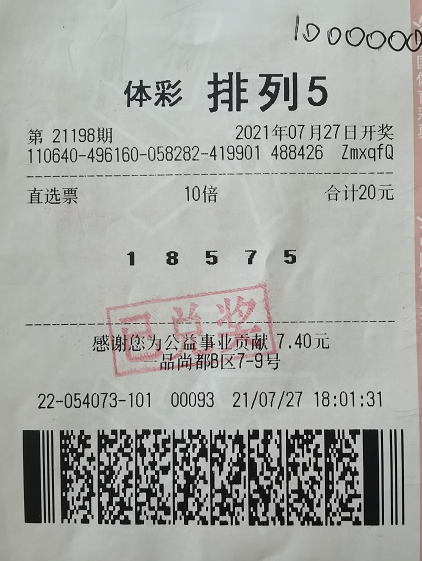 1000000
体彩 排列5
第 21198期 2021年07月27日开奖
110640-496160-058282-419901 488426 ZmxqfQ
直选票 10倍 合计20元
1 8 5 7 5
已兑奖
感谢您为公益事业贡献 7.40元
一品尚都B区7-9号
22-054073-101 00093 21/07/27 18:01:31